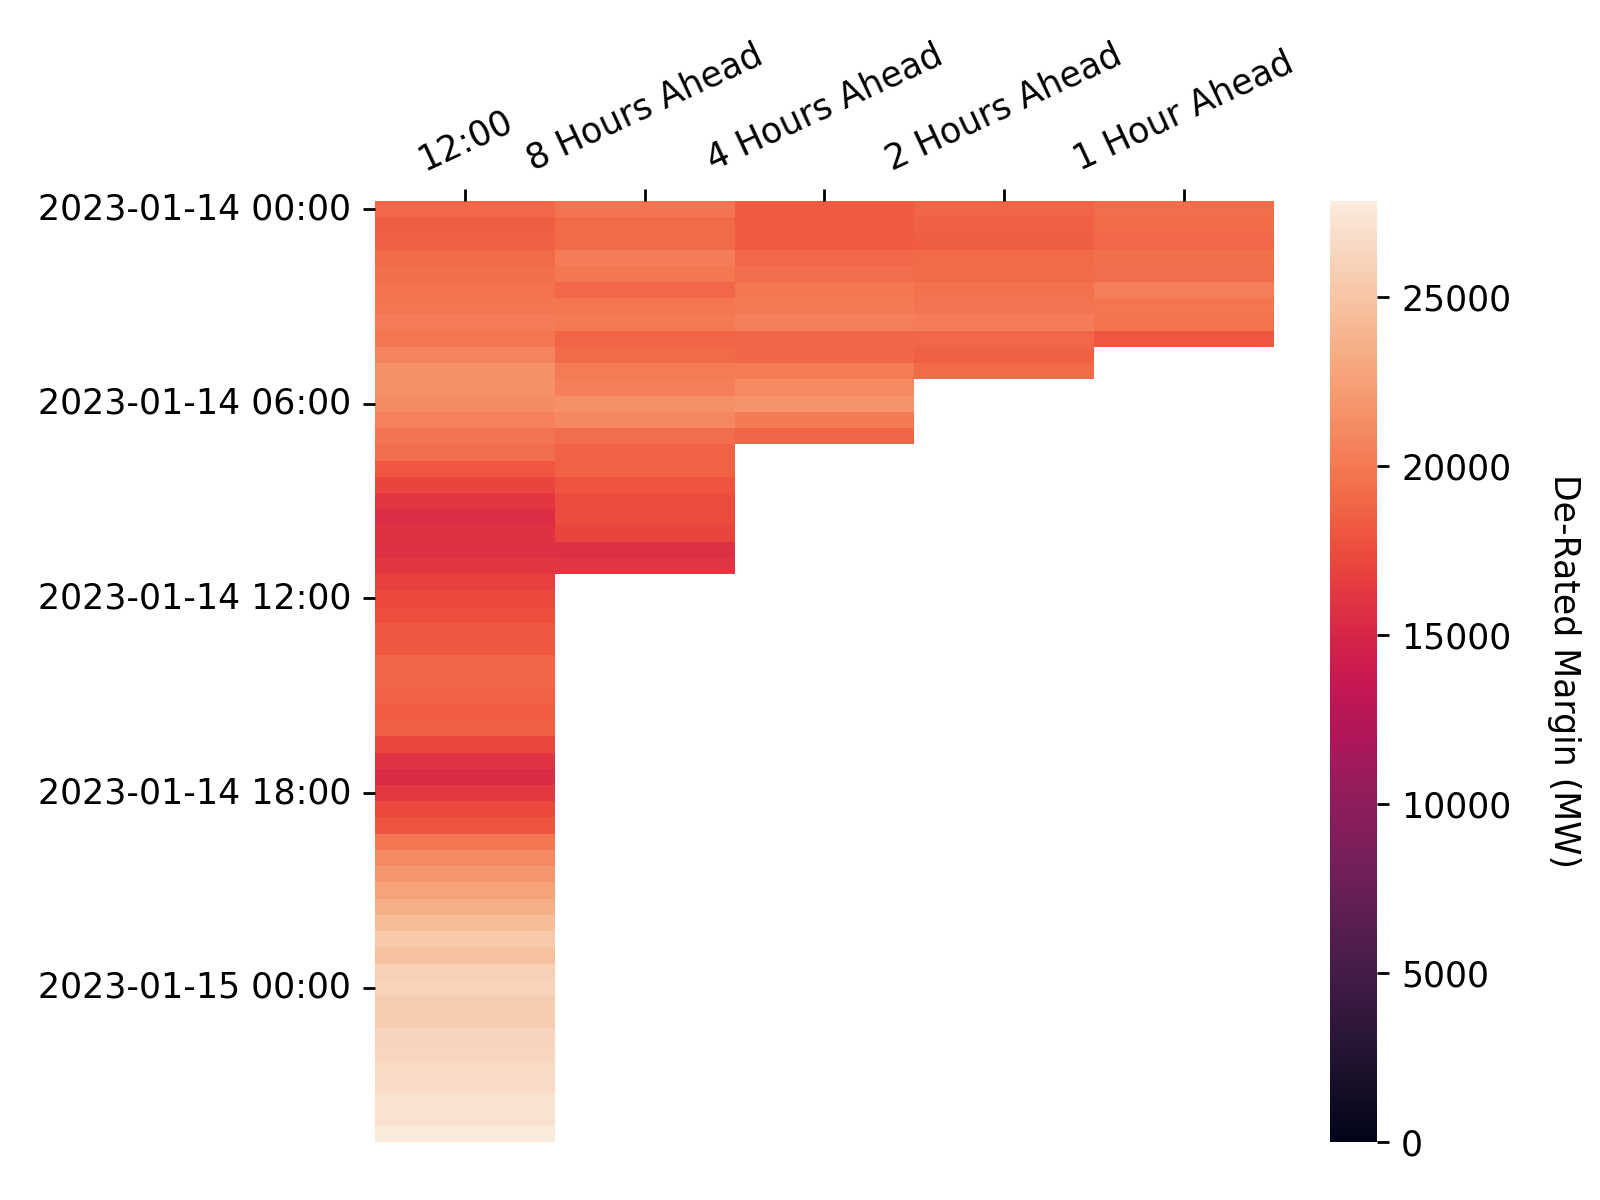 12:00
8 Hours Ahead
4 Hours Ahead
2 Hours Ahead
1 Hour Ahead
2023-01-14 00:00
2023-01-14 06:00
2023-01-14 12:00
2023-01-14 18:00
2023-01-15 00:00
25000
20000
15000
10000
5000
0
De-Rated Margin (MW)